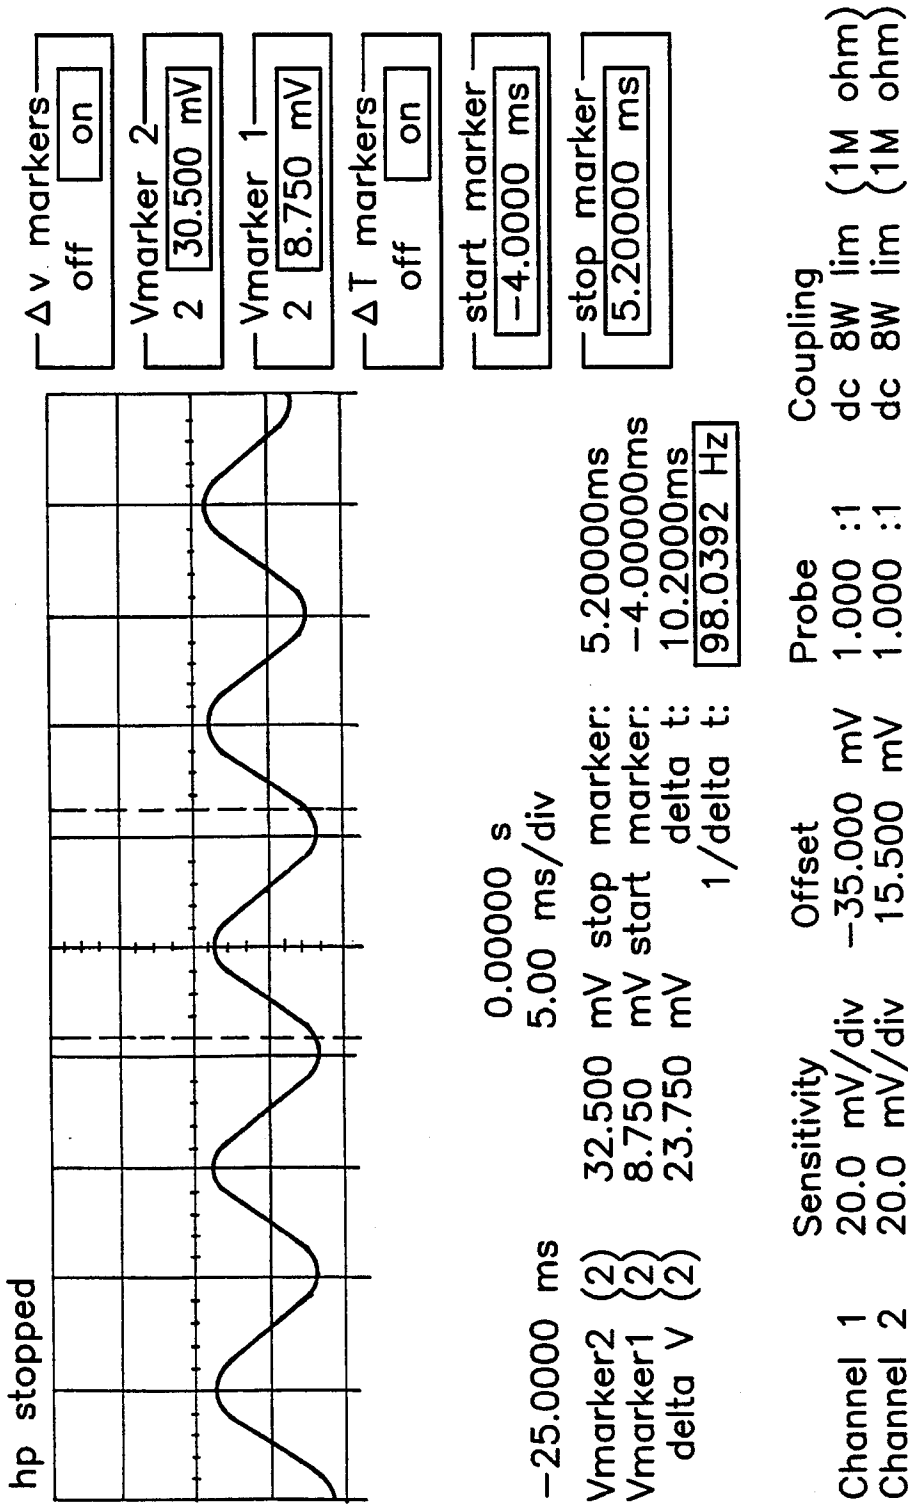 hp stopped
Δv markers
off on
Vmarker 2
2 30.500 mV
Vmarker 1
2 8.750 mV
ΔT markers
off on
start marker
-4.0000 ms
stop marker
5.20000 ms
-25.0000 ms 0.00000 s
5.00 ms/div
Vmarker2 (2) 32.500 mV stop marker: 5.20000ms
Vmarker1 (2) 8.750 mV start marker: -4.00000ms
delta V (2) 23.750 mV delta t: 10.2000ms
1/delta t: 98.0392 Hz
Sensitivity Offset Probe Coupling
Channel 1 20.0 mV/div -35.000 mV 1.000 :1 dc 8W lim (1M ohm)
Channel 2 20.0 mV/div 15.500 mV 1.000 :1 dc 8W lim (1M ohm)